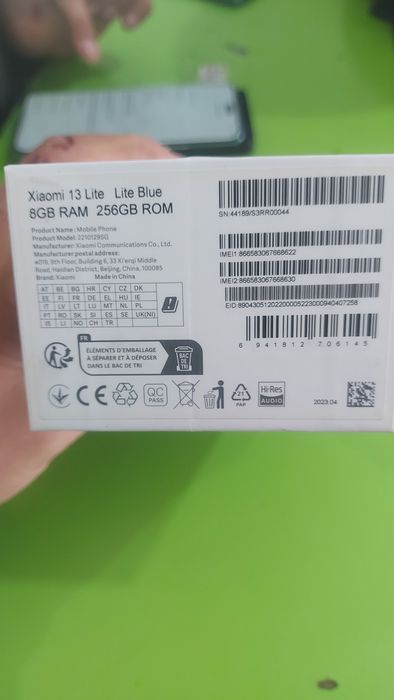 Xiaomi 13 Lite Lite Blue
8GB RAM 256GB ROM
Product Name: Mobile Phone
Product Model: 2210129SG
Manufacturer: Xiaomi Communications Co., Ltd.
Manufacturer postal address:
#019, 9th Floor, Building 6, 33 Xi'erqi Middle
Road, Haidian District, Beijing, China, 100085
Brand: Xiaomi Made in China
AT BE BG HR CY CZ DK
EE FI FR DE EL HU IE
IT LV LT LU MT NL PL
PT RO SK SI ES SE UK(NI)
IS LI NO CH TR
SN:44189/S3RR00044
IMEI1:866583067668622
IMEI2:866583067668630
EID:89043051202200005223000940407258
6 941812 706145
FR
ÉLÉMENTS D'EMBALLAGE
À SÉPARER ET À DÉPOSER
DANS LE BAC DE TRI
BAC
DE
TRI
CE
QC
PASS
21
PAP
Hi-Res
AUDIO
2023.04